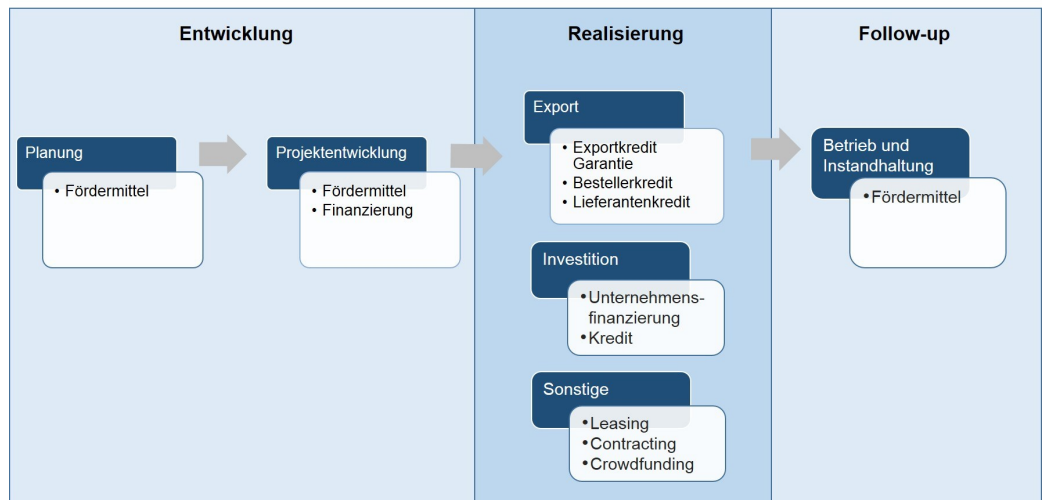 Entwicklung
Planung
• Fördermittel
Projektentwicklung
• Fördermittel
• Finanzierung
Realisierung
Export
• Exportkredit
Garantie
• Bestellerkredit
• Lieferantenkredit
Investition
• Unternehmens-
finanzierung
• Kredit
Sonstige
• Leasing
• Contracting
• Crowdfunding
Follow-up
Betrieb und
Instandhaltung
• Fördermittel